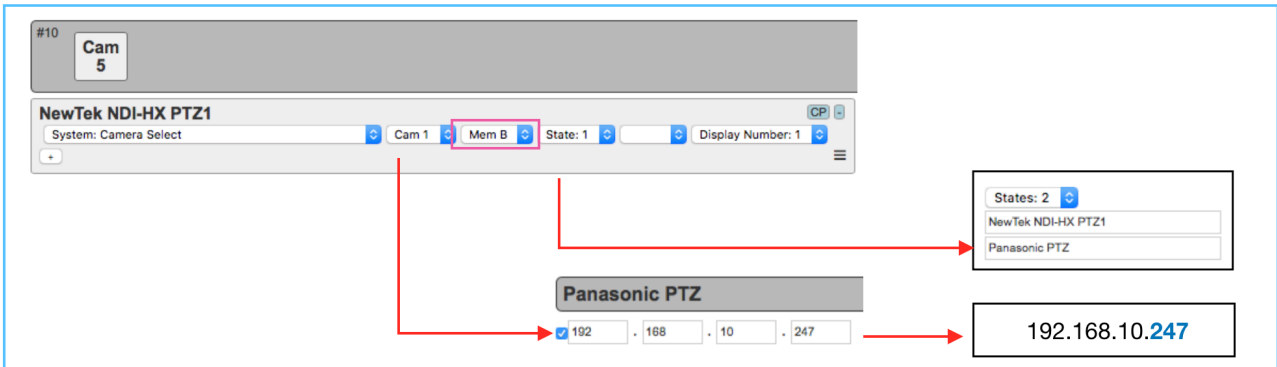 #10
Cam
5
NewTek NDI-HX PTZ1
CP -
System: Camera Select Cam 1 Mem B State: 1 Display Number: 1
+
States: 2
NewTek NDI-HX PTZ1
Panasonic PTZ
Panasonic PTZ
192 . 168 . 10 . 247
192.168.10.247